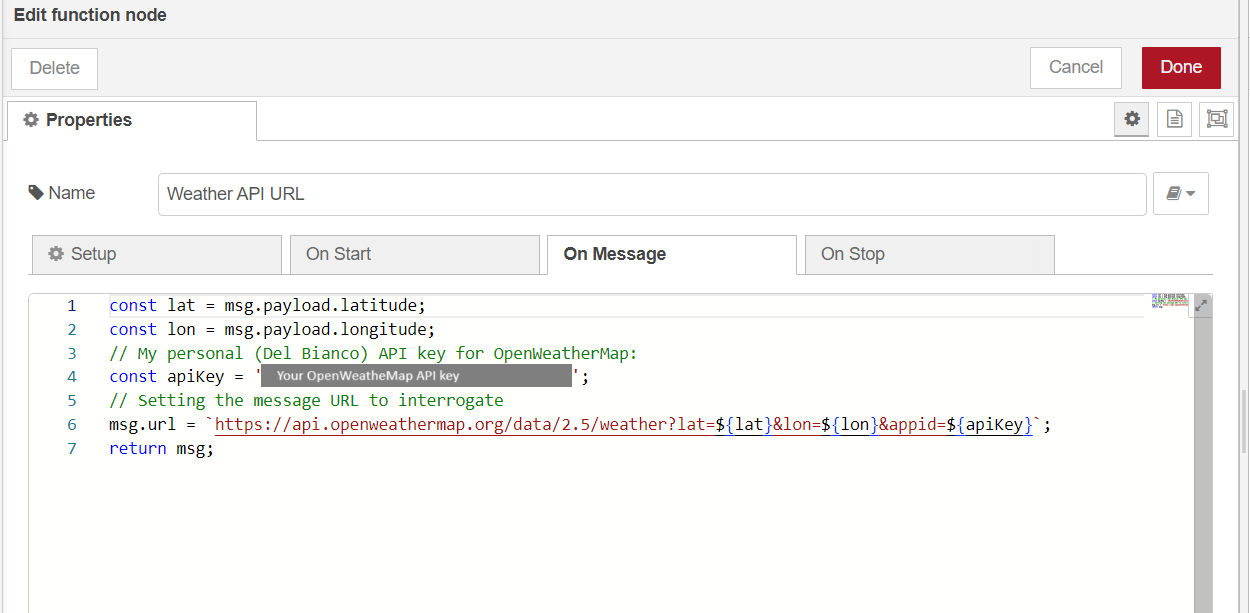 Edit function node
Delete
Cancel
Done
Properties
Name
Weather API URL
Setup
On Start
On Message
On Stop
1 const lat = msg.payload.latitude;
2 const lon = msg.payload.longitude;
3 // My personal (Del Bianco) API key for OpenWeatherMap:
4 const apiKey = ' Your OpenWeatheMap API key ';
5 // Setting the message URL to interrogate
6 msg.url = `https://api.openweathermap.org/data/2.5/weather?lat=${lat}&lon=${lon}&appid=${apiKey}`;
7 return msg;